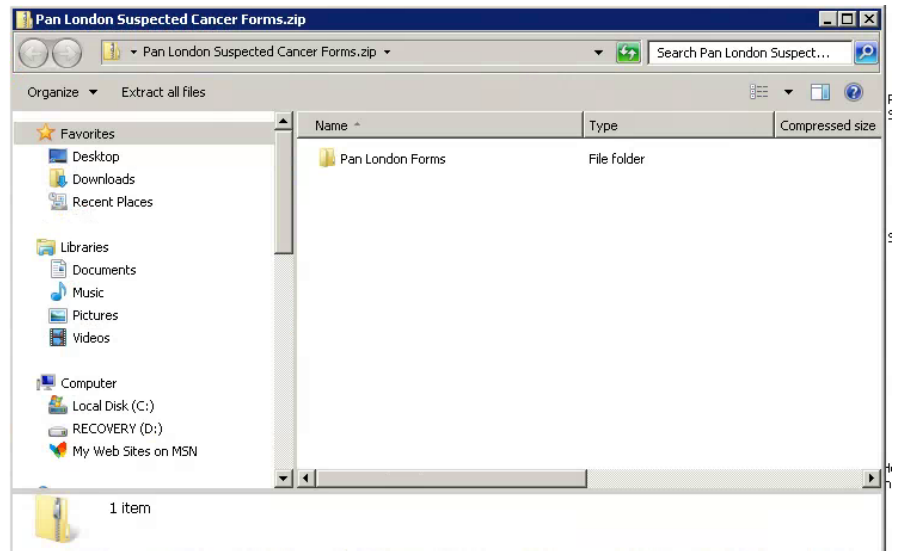 Pan London Suspected Cancer Forms.zip
Pan London Suspected Cancer Forms.zip
Search Pan London Suspect...
Organize
Extract all files
Name
Type
Compressed size
Favorites
Desktop
Downloads
Recent Places
Libraries
Documents
Music
Pictures
Videos
Computer
Local Disk (C:)
RECOVERY (D:)
My Web Sites on MSN
Pan London Forms
File folder
1 item